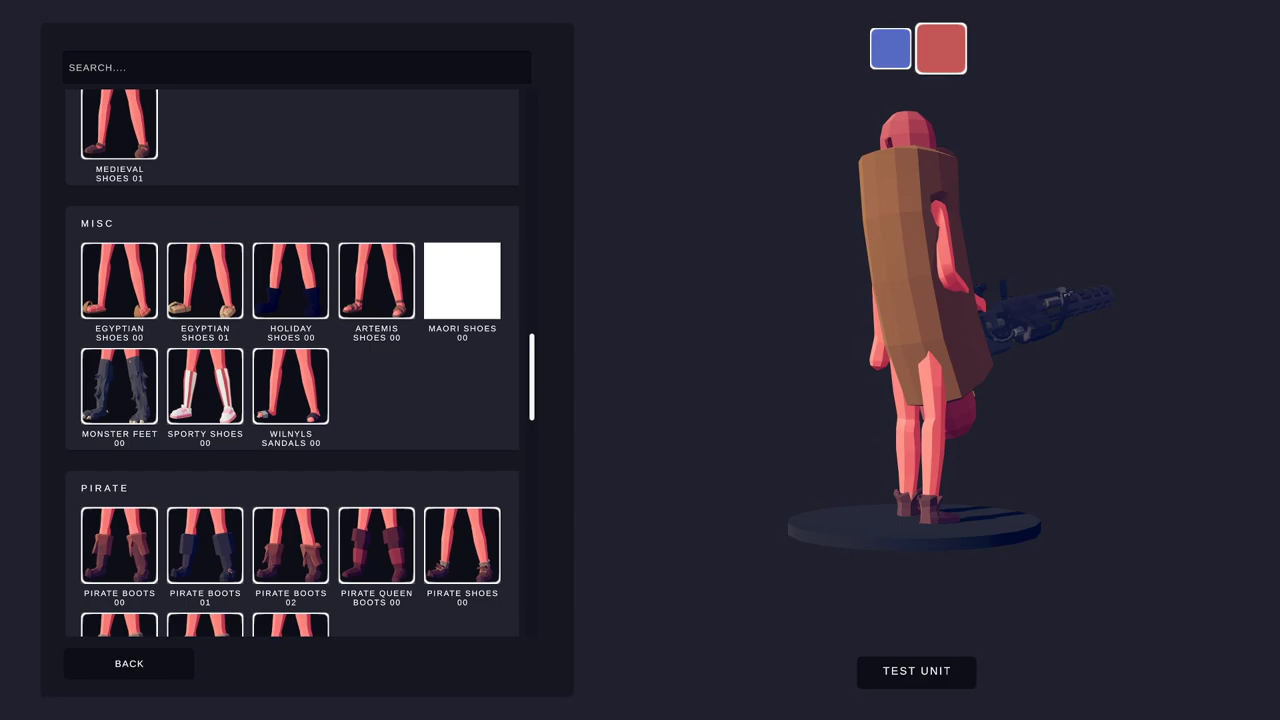 SEARCH....
MEDIEVAL
SHOES 01
MISC
EGYPTIAN
SHOES 00
EGYPTIAN
SHOES 01
HOLIDAY
SHOES 00
ARTEMIS
SHOES 00
MAORI SHOES
00
MONSTER FEET
00
SPORTY SHOES
00
WILNYLS
SANDALS 00
PIRATE
PIRATE BOOTS
00
PIRATE BOOTS
01
PIRATE BOOTS
02
PIRATE QUEEN
BOOTS 00
PIRATE SHOES
00
BACK
TEST UNIT